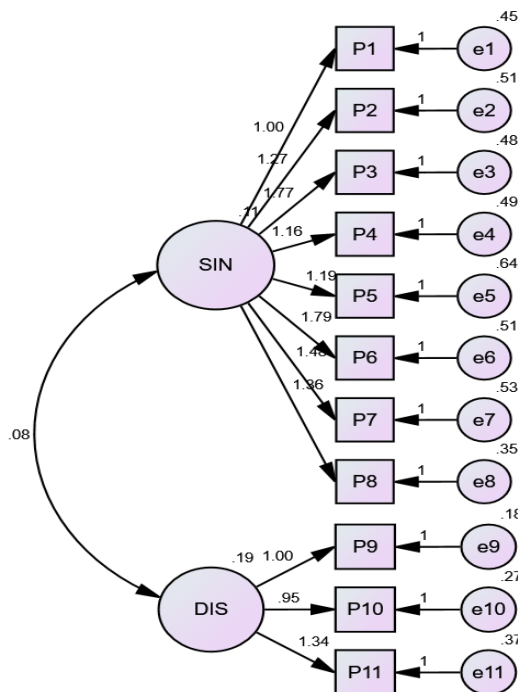 .45
P1 1 e1
.51
P2 1 e2
1.00
.48
1.27
P3 1 e3
1.77
.49
.11
P4 1 e4
1.16
SIN
.64
1.19
P5 1 e5
1.79
.51
1.48
P6 1 e6
1.36
.53
P7 1 e7
.35
.08
P8 1 e8
.18
.19 1.00
P9 1 e9
.27
.95
DIS
P10 1 e10
1.34
.37
P11 1 e11